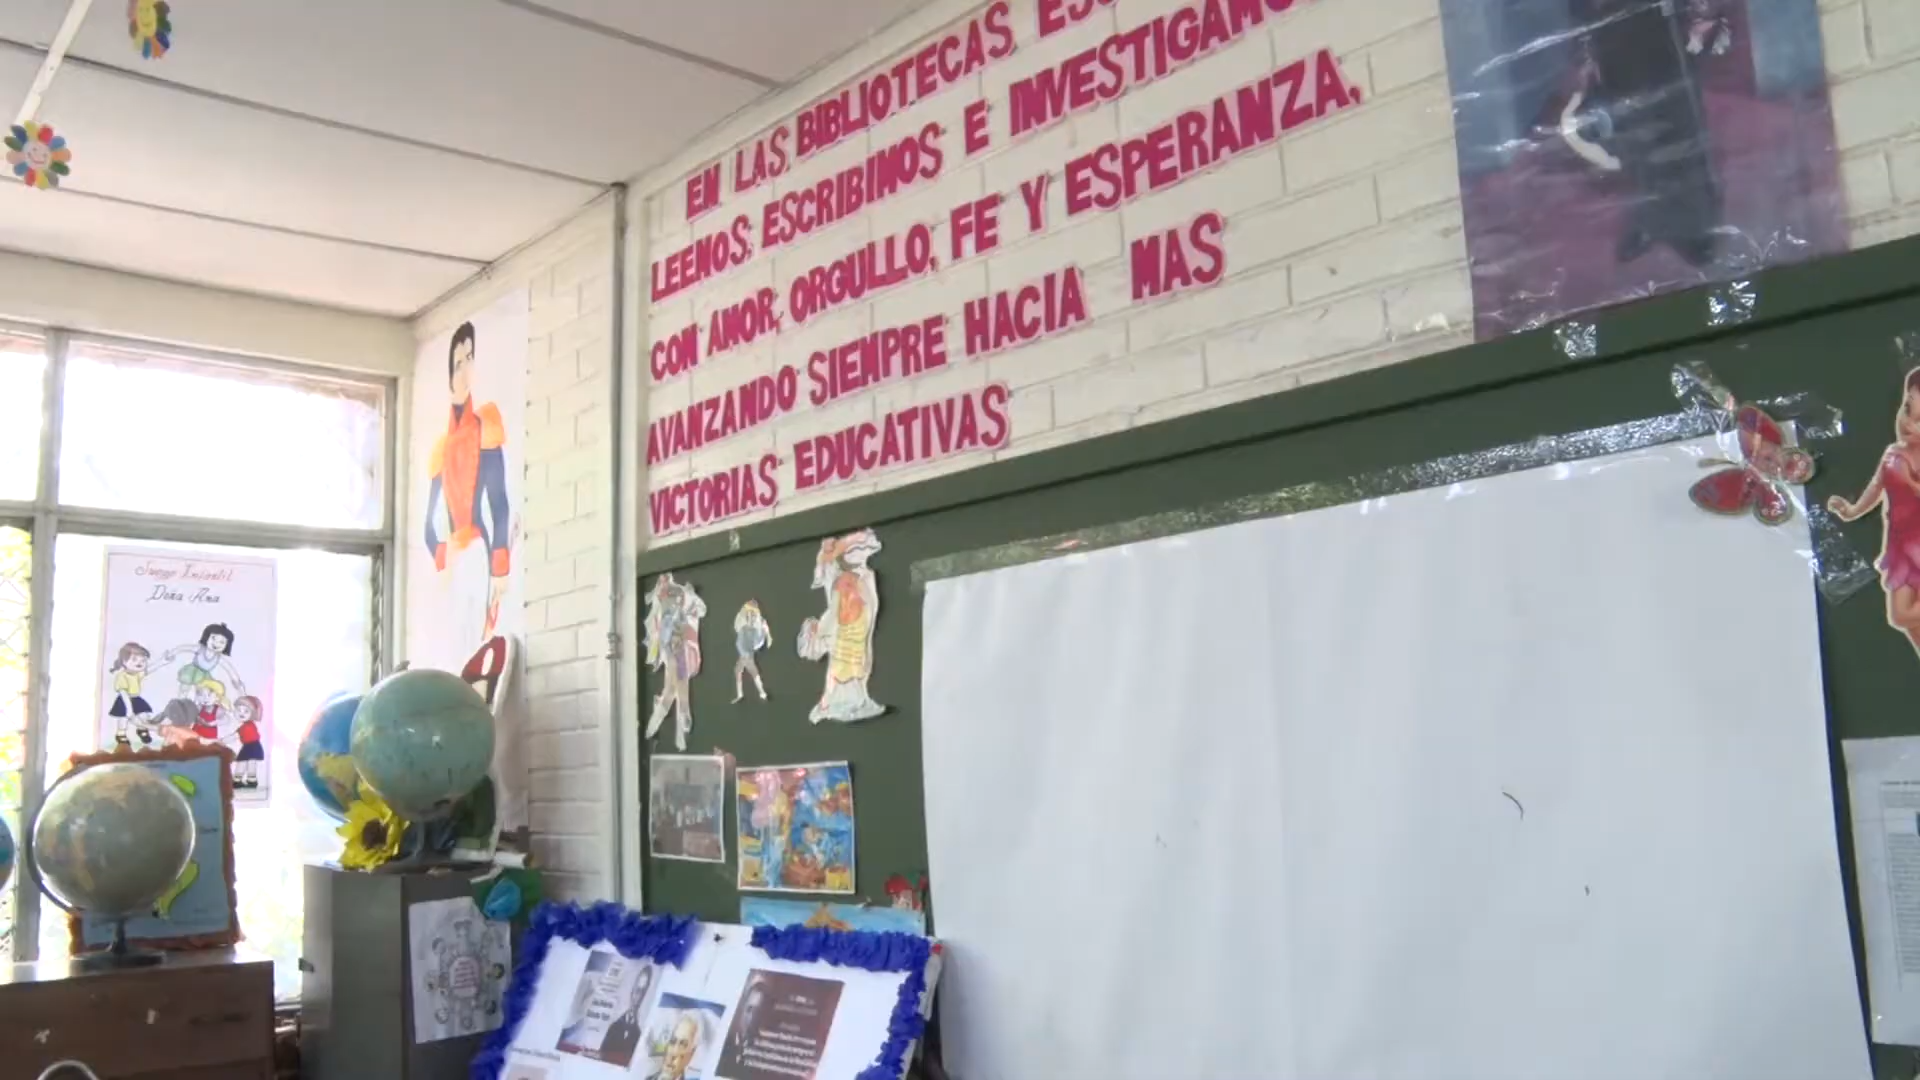 EN LAS BIBLIOTECAS
LEEMOS, ESCRIBIMOS E INVESTIGAMOS
CON AMOR, ORGULLO, FE Y ESPERANZA,
AVANZANDO SIEMPRE HACIA MAS
VICTORIAS EDUCATIVAS
Juego Infantil
Doña Ana